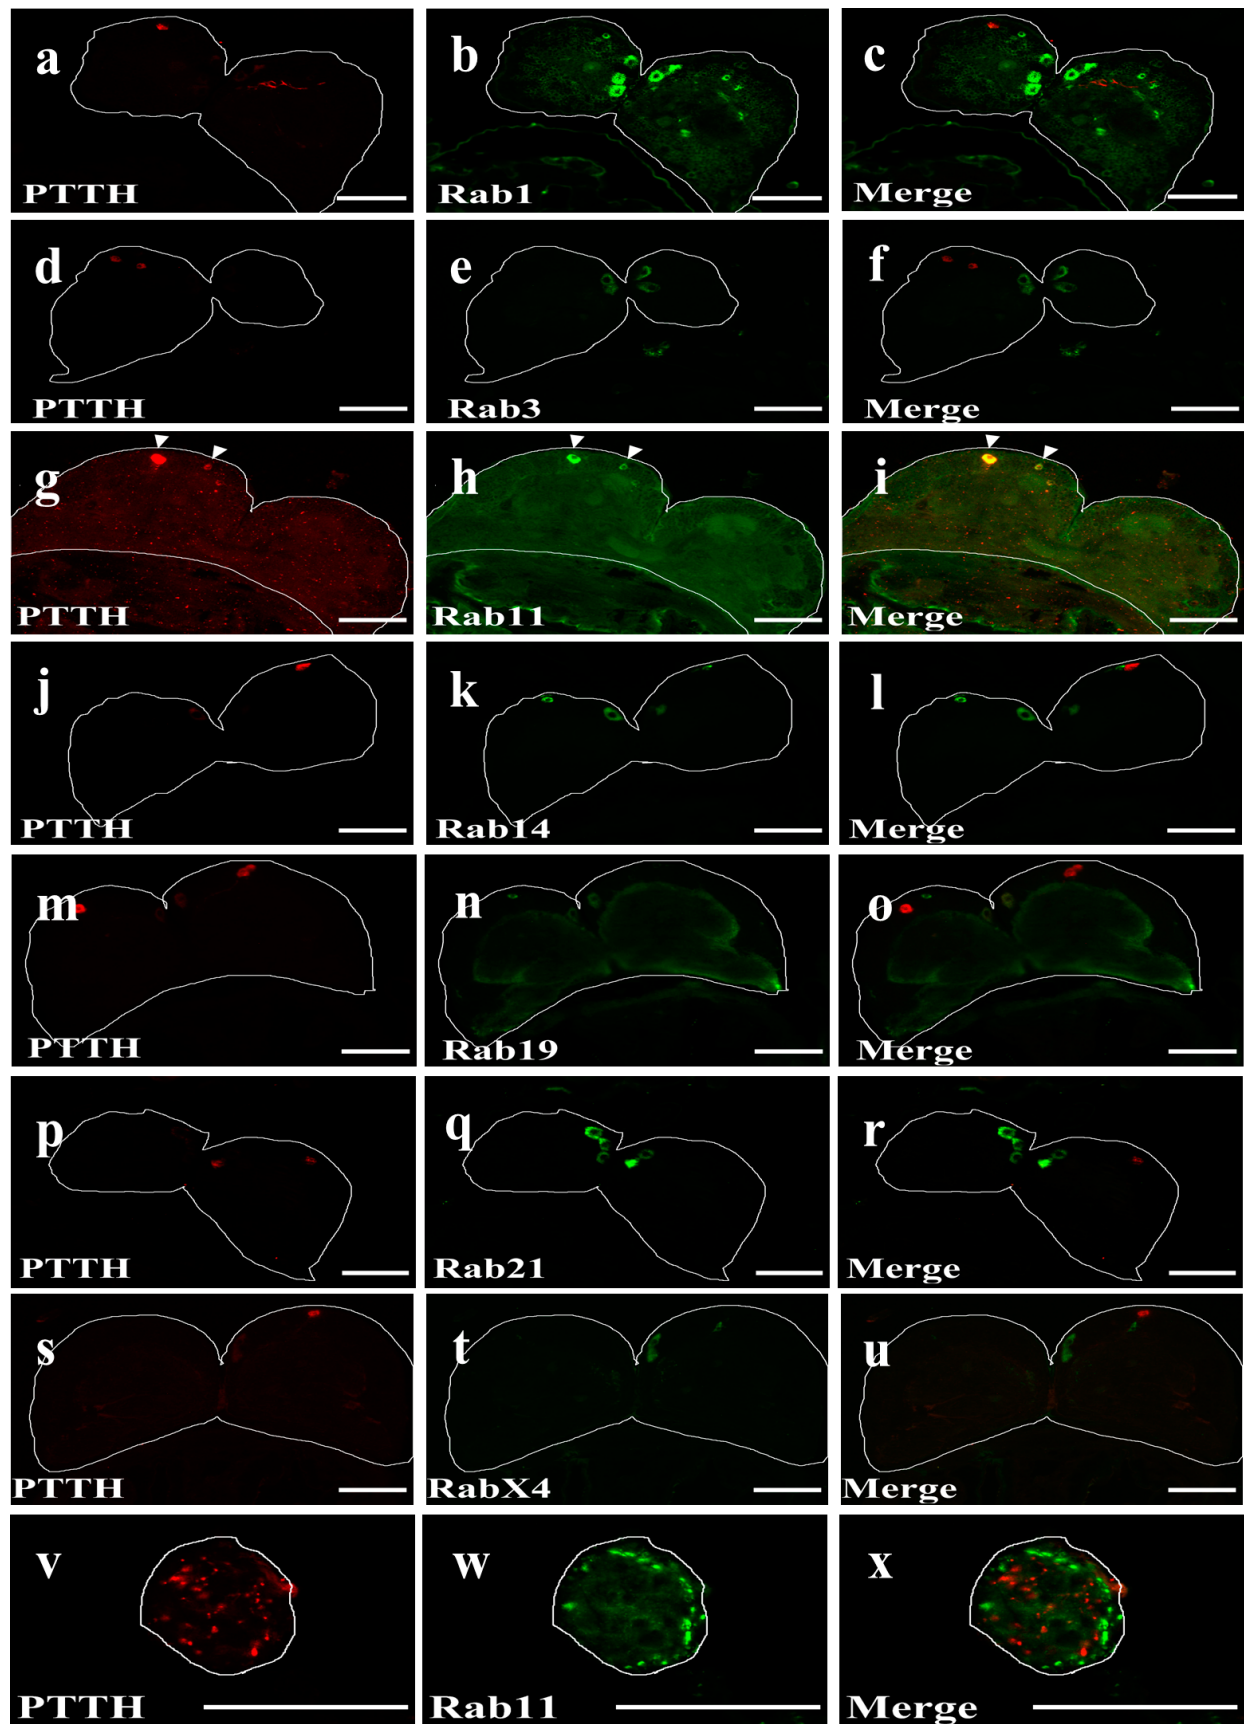 a b c
PTTH Rab1 Merge
d e f
PTTH Rab3 Merge
g h i
PTTH Rab11 Merge
j k l
PTTH Rab14 Merge
m n o
PTTH Rab19 Merge
p q r
PTTH Rab21 Merge
s t u
PTTH RabX4 Merge
v w x
PTTH Rab11 Merge